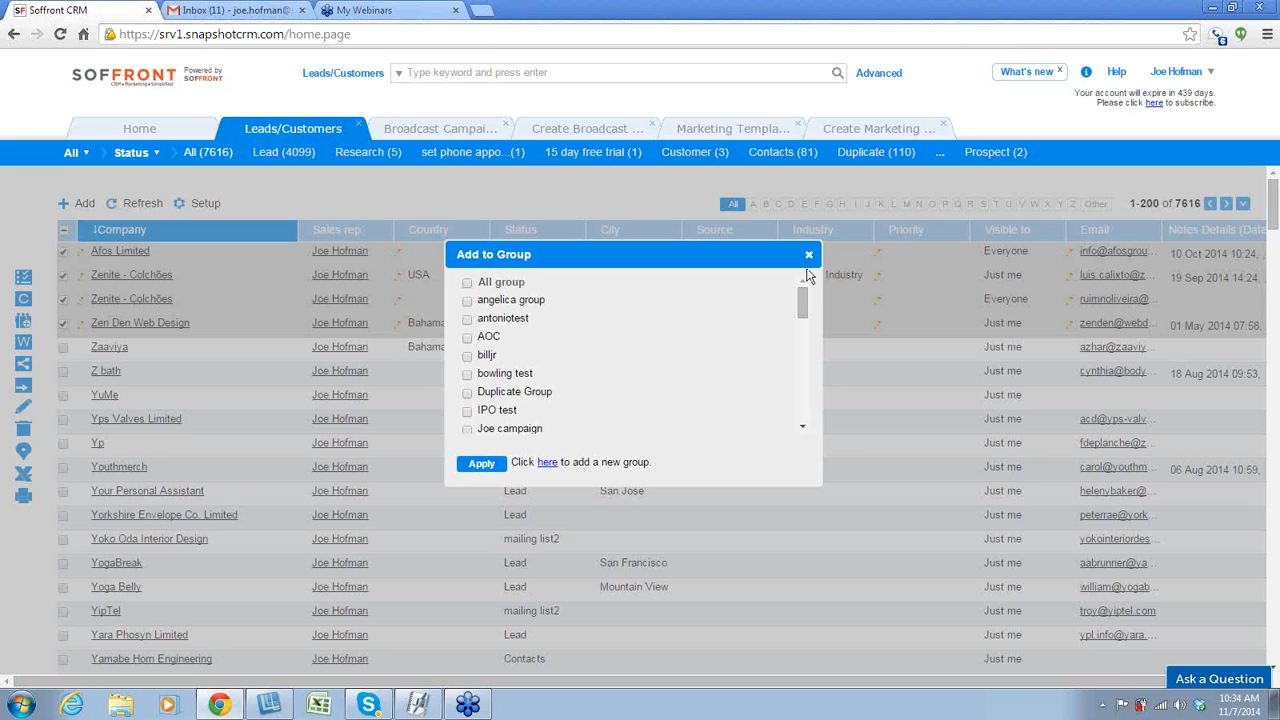 Soffront CRM
Inbox (11) - joe.hofman@
My Webinars
https://srv1.snapshotcrm.com/home.page
6
SOFFRONT
CRM+Marketing+Simplified
Powered by
SOFFRONT
Leads/Customers
Type keyword and press enter
Advanced
What's new x
Help
Joe Hofman
Your account will expire in 439 days.
Please click here to subscribe.
Home
Leads/Customers
Broadcast Campai...
Create Broadcast ...
Marketing Templa...
Create Marketing ...
All
Status
All (7616)
Lead (4099)
Research (5)
set phone appo...(1)
15 day free trial (1)
Customer (3)
Contacts (81)
Duplicate (110)
...
Prospect (2)
Add
Refresh
Setup
All A B C D E F G H I J K L M N O P Q R S T U V W X Y Z Other
1-200 of 7616
↓Company Sales rep Country Status City Source Industry Priority Visible to Email Notes Details (Date
Afos Limited Joe Hofman Everyone info@afosgrou... 10 Oct 2014 10:24,
Zenite - Colchões Joe Hofman USA Industry Just me luis.calixto@z... 19 Sep 2014 14:24,
Zenite - Colchões Joe Hofman Everyone ruimnoliveira@...
Zen Den Web Design Joe Hofman Bahama Just me zenden@webd... 01 May 2014 07:58,
Zaaviya Joe Hofman Bahama Just me azhar@zaaviy...
Z bath Joe Hofman Just me cynthia@body... 18 Aug 2014 09:53,
YuMe Joe Hofman Just me
Yps Valves Limited Joe Hofman Just me acd@yps-valv...
Yp Joe Hofman Just me fdeplanche@z...
Youthmerch Joe Hofman Just me carol@youthm... 06 Aug 2014 10:59,
Your Personal Assistant Joe Hofman Lead San Jose Just me helenybaker@...
Yorkshire Envelope Co. Limited Joe Hofman Lead Just me peterrae@york...
Yoko Oda Interior Design Joe Hofman mailing list2 Just me yokointeriordes...
YogaBreak Joe Hofman Lead San Francisco Just me aabrunner@ya...
Yoga Belly Joe Hofman Lead Mountain View Just me william@yogab...
YipTel Joe Hofman mailing list2 Just me troy@yiptel.com
Yara Phosyn Limited Joe Hofman Lead Just me ypl.info@yara...
Yamabe Horn Engineering Joe Hofman Contacts Just me
Add to Group
All group
angelica group
antoniotest
AOC
billjr
bowling test
Duplicate Group
IPO test
Joe campaign
Apply
Click here to add a new group.
Ask a Question
10:34 AM
11/7/2014